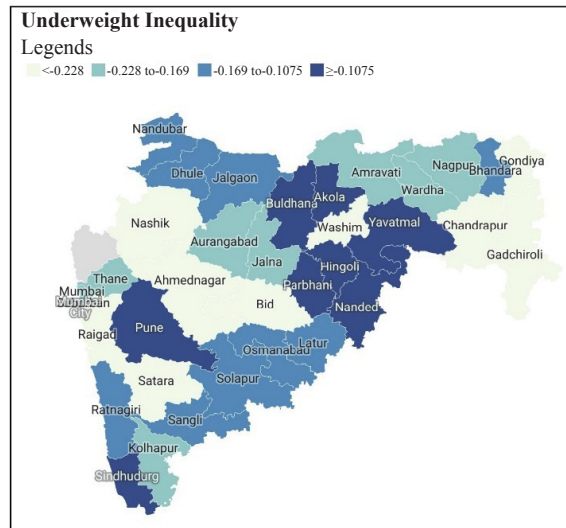 Underweight Inequality
Legends
<-0.228 -0.228 to-0.169 -0.169 to-0.1075 ≥-0.1075
Nandubar
Dhule
Jalgaon
Nashik
Aurangabad
Jalna
Buldhana
Akola
Washim
Amravati
Wardha
Nagpur
Bhandara
Gondiya
Yavatmal
Chandrapur
Gadchiroli
Hingoli
Parbhani
Nanded
Thane
Mumbai
Mumbai
City
Ahmednagar
Bid
Raigad
Pune
Osmanabad
Latur
Satara
Solapur
Ratnagiri
Sangli
Kolhapur
Sindhudurg